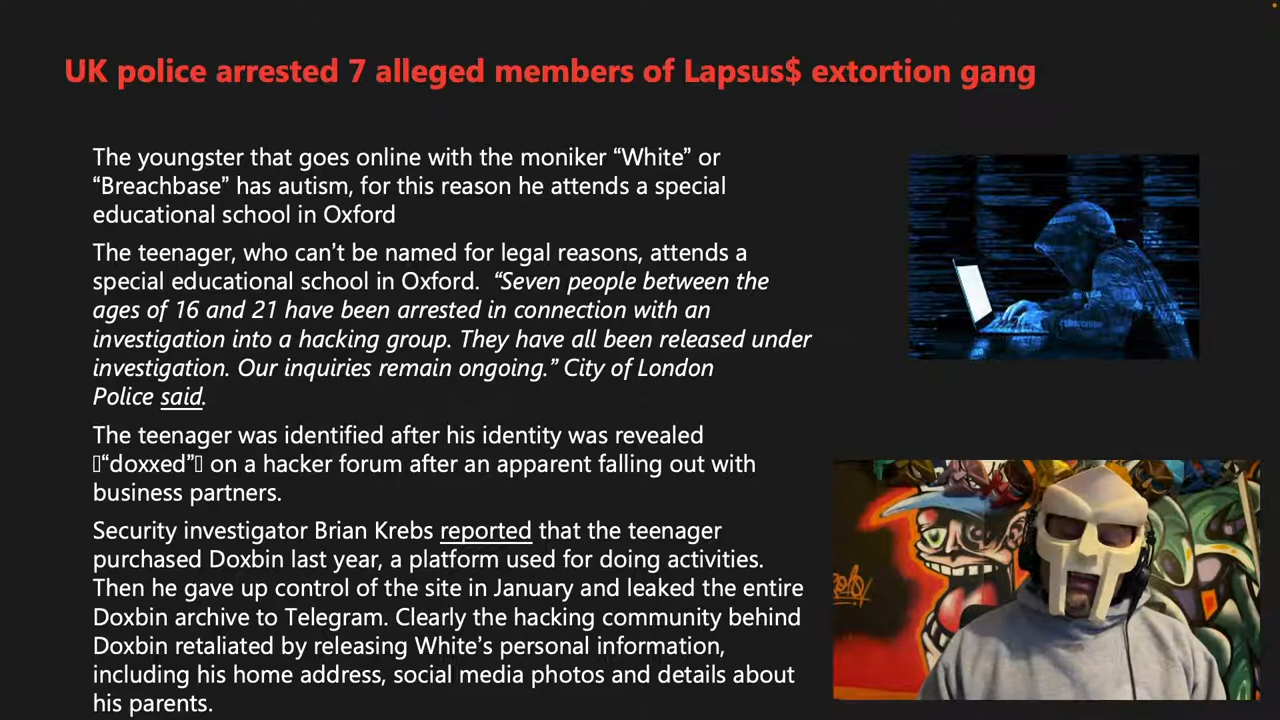 UK police arrested 7 alleged members of Lapsus$ extortion gang
The youngster that goes online with the moniker “White” or
“Breachbase” has autism, for this reason he attends a special
educational school in Oxford
The teenager, who can’t be named for legal reasons, attends a
special educational school in Oxford. “Seven people between the
ages of 16 and 21 have been arrested in connection with an
investigation into a hacking group. They have all been released under
investigation. Our inquiries remain ongoing.” City of London
Police said.
The teenager was identified after his identity was revealed
“doxxed” on a hacker forum after an apparent falling out with
business partners.
Security investigator Brian Krebs reported that the teenager
purchased Doxbin last year, a platform used for doing activities.
Then he gave up control of the site in January and leaked the entire
Doxbin archive to Telegram. Clearly the hacking community behind
Doxbin retaliated by releasing White’s personal information,
including his home address, social media photos and details about
his parents.